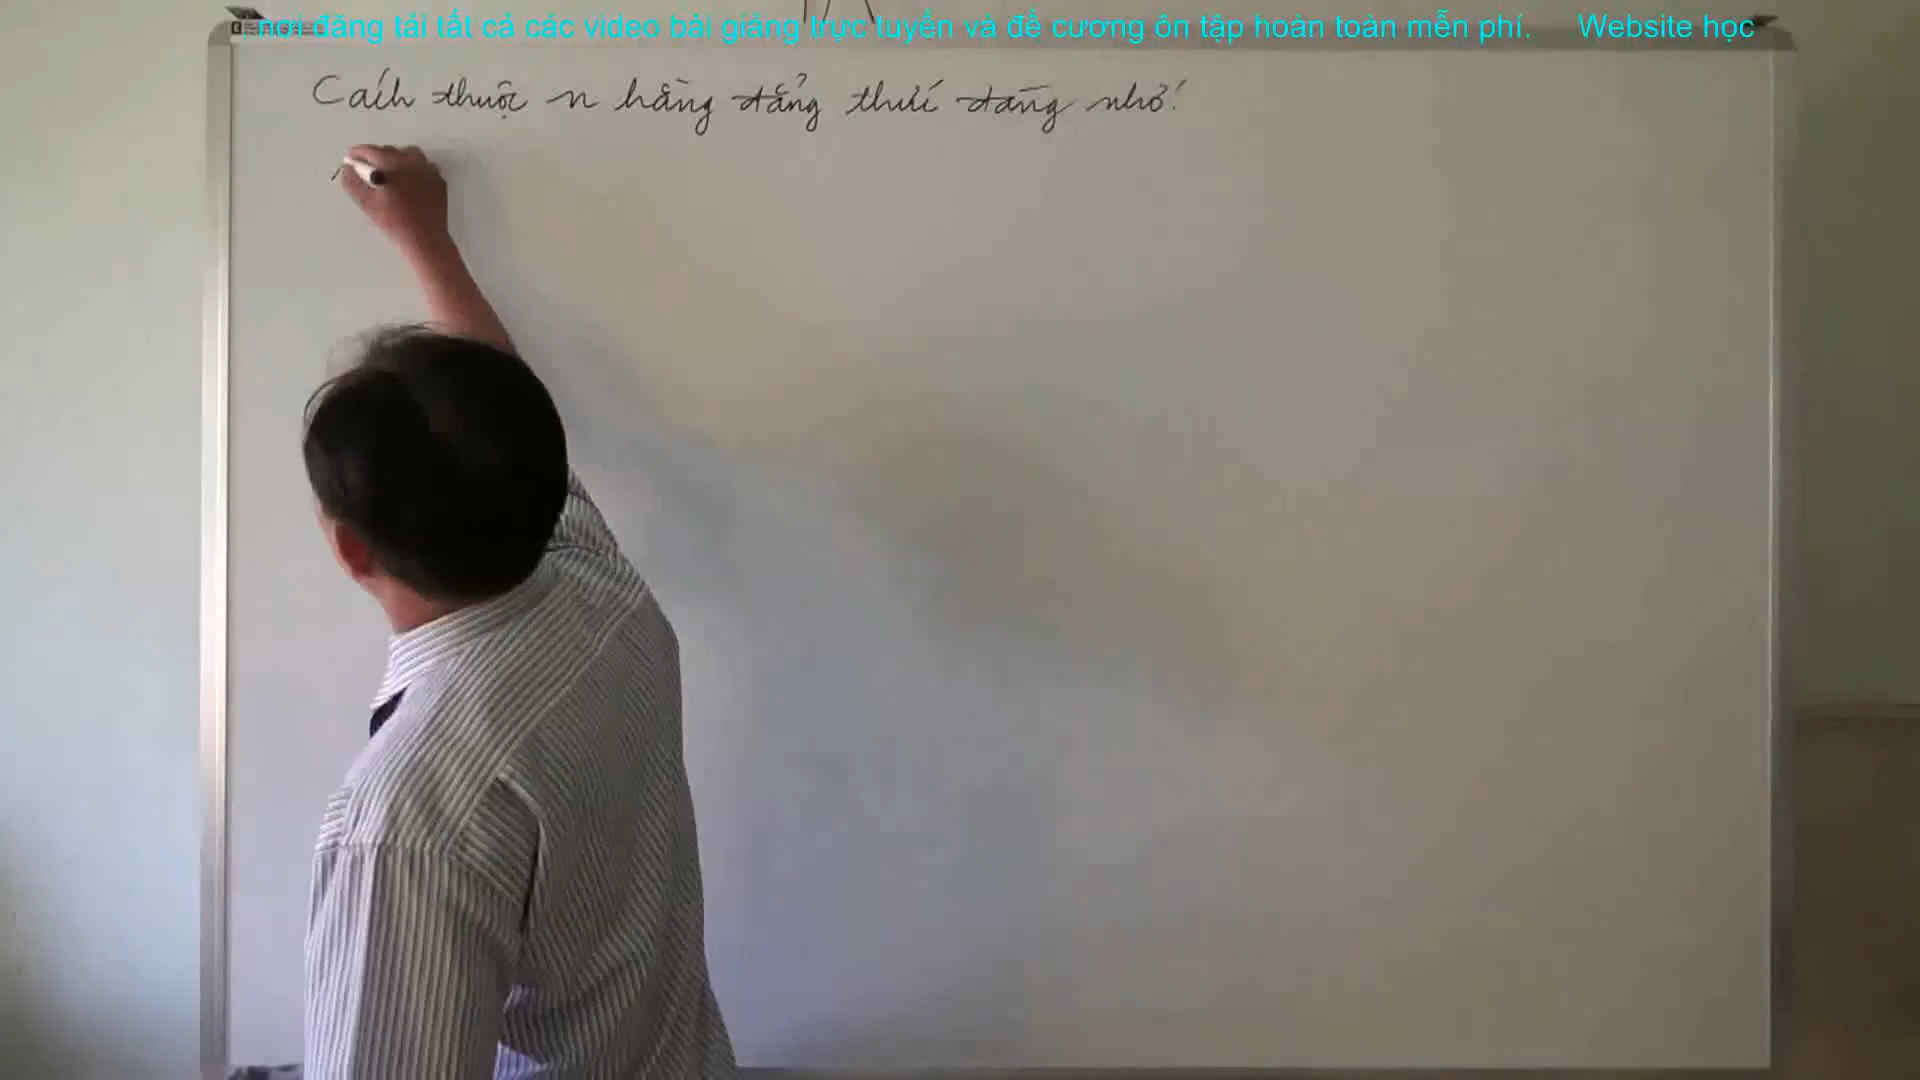 nơi đăng tải tất cả các video bài giảng trực tuyến và đề cương ôn tập hoàn toàn miễn phí. Website học
Cách thuộc n hằng đẳng thức đáng nhớ!